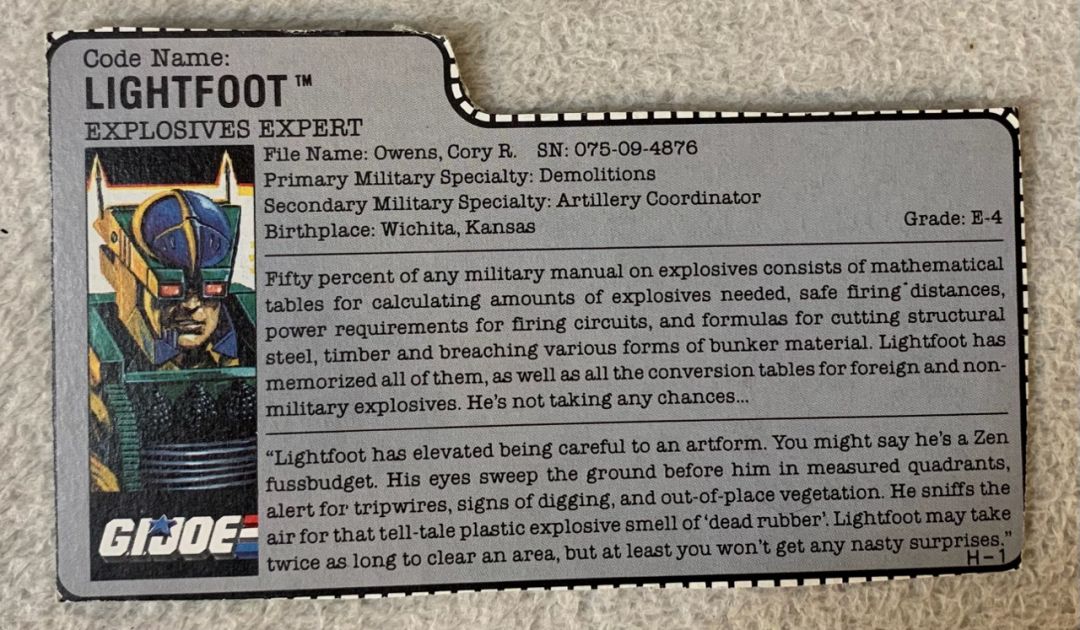 Code Name:
LIGHTFOOT™
EXPLOSIVES EXPERT
File Name: Owens, Cory R. SN: 075-09-4876
Primary Military Specialty: Demolitions
Secondary Military Specialty: Artillery Coordinator
Birthplace: Wichita, Kansas Grade: E-4
Fifty percent of any military manual on explosives consists of mathematical
tables for calculating amounts of explosives needed, safe firing distances,
power requirements for firing circuits, and formulas for cutting structural
steel, timber and breaching various forms of bunker material. Lightfoot has
memorized all of them, as well as all the conversion tables for foreign and non-
military explosives. He's not taking any chances...
"Lightfoot has elevated being careful to an artform. You might say he's a Zen
fussbudget. His eyes sweep the ground before him in measured quadrants,
alert for tripwires, signs of digging, and out-of-place vegetation. He sniffs the
air for that tell-tale plastic explosive smell of 'dead rubber'. Lightfoot may take
twice as long to clear an area, but at least you won't get any nasty surprises."
GI JOE
H-1